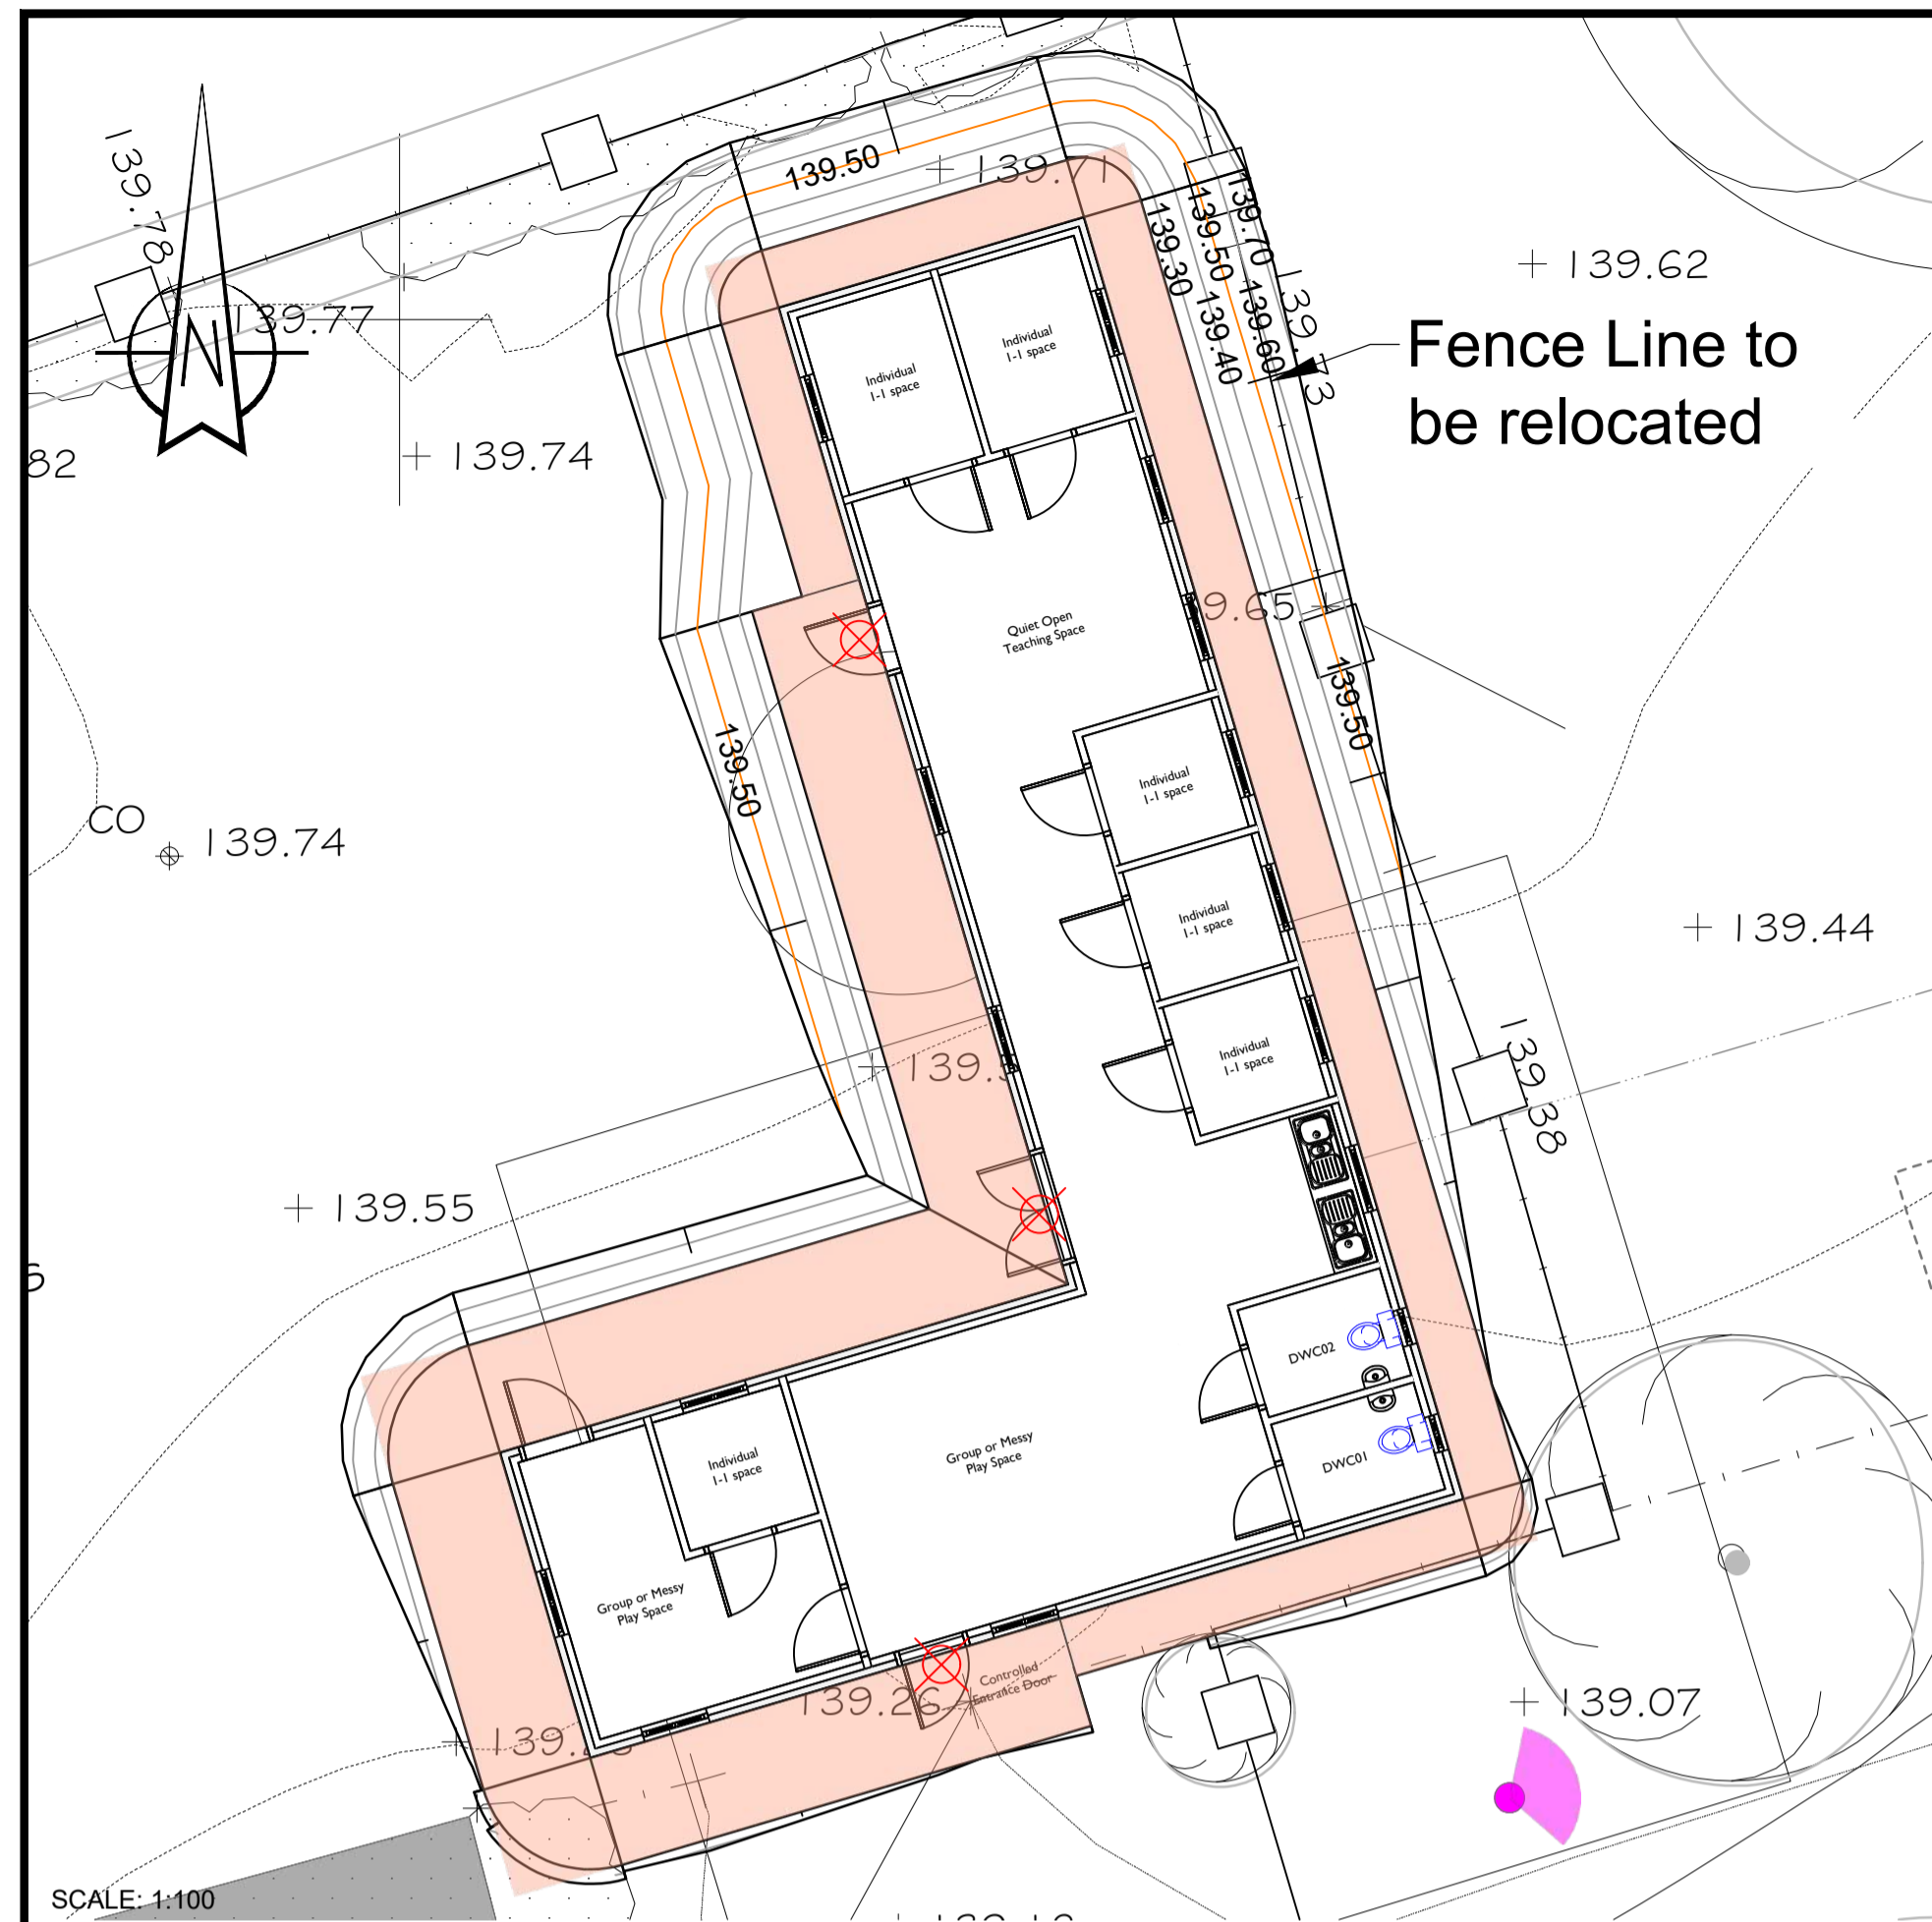 139.50
139.71
139.78
139.70
139.50
139.30
139.62
139.77
139.60
139.40
139.73
Fence Line to
be relocated
N
Individual
1-1 space
Individual
1-1 space
82
139.74
9.65
Quiet Open
Teaching Space
139.50
139.50
Individual
1-1 space
CO
139.74
Individual
1-1 space
139.44
Individual
1-1 space
139.38
139.55
DWC02
Group or Messy
Play Space
Individual
1-1 space
DWC01
Group or Messy
Play Space
Controlled
Entrance Door
139.26
139.07
SCALE: 1:100